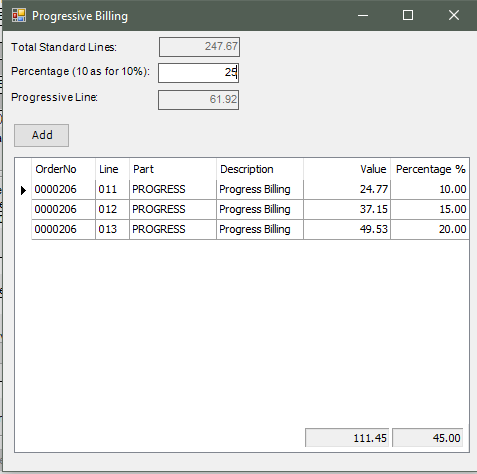 Progressive Billing
Total Standard Lines: 247.67
Percentage (10 as for 10%): 25
Progressive Line: 61.92
Add
OrderNo Line Part Description Value Percentage %
0000206 011 PROGRESS Progress Billing 24.77 10.00
0000206 012 PROGRESS Progress Billing 37.15 15.00
0000206 013 PROGRESS Progress Billing 49.53 20.00
111.45 45.00